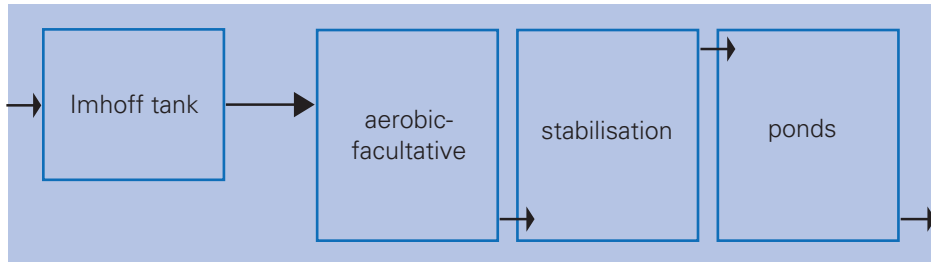 Imhoff tank
aerobic-
facultative
stabilisation
ponds